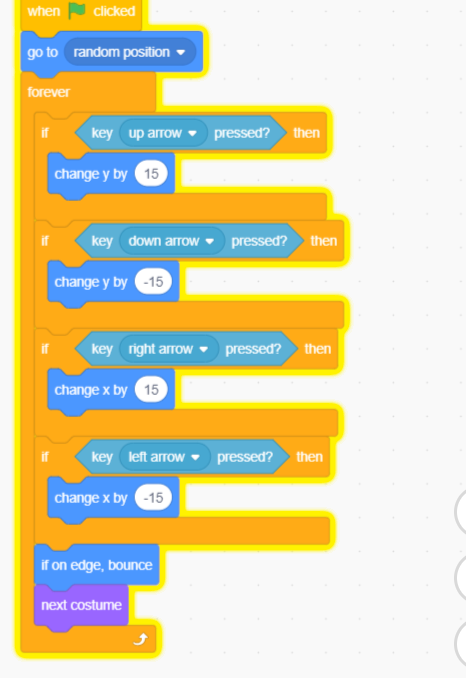 when clicked
go to random position
forever
if key up arrow pressed? then
change y by 15
if key down arrow pressed? then
change y by -15
if key right arrow pressed? then
change x by 15
if key left arrow pressed? then
change x by -15
if on edge, bounce
next costume